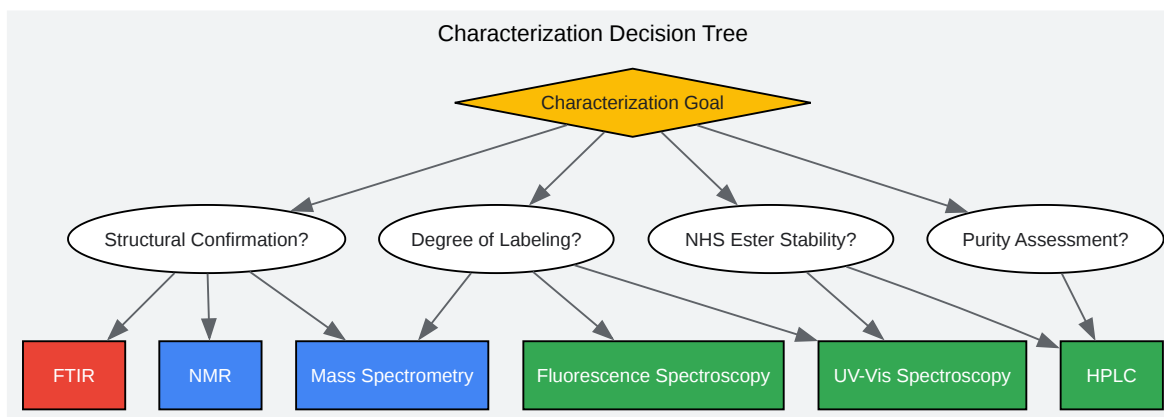 Characterization Decision Tree
Characterization Goal
Structural Confirmation?
Degree of Labeling?
NHS Ester Stability?
Purity Assessment?
FTIR
NMR
Mass Spectrometry
Fluorescence Spectroscopy
UV-Vis Spectroscopy
HPLC